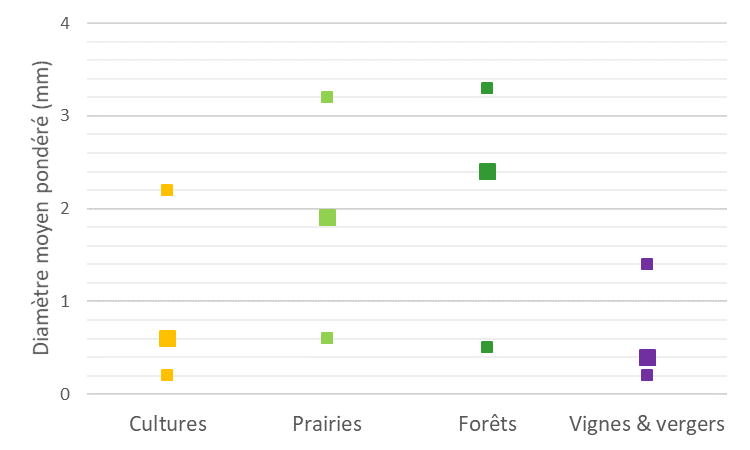 Diamètre moyen pondéré (mm)
4
3
2
1
0
Cultures Prairies Forêts Vignes & vergers